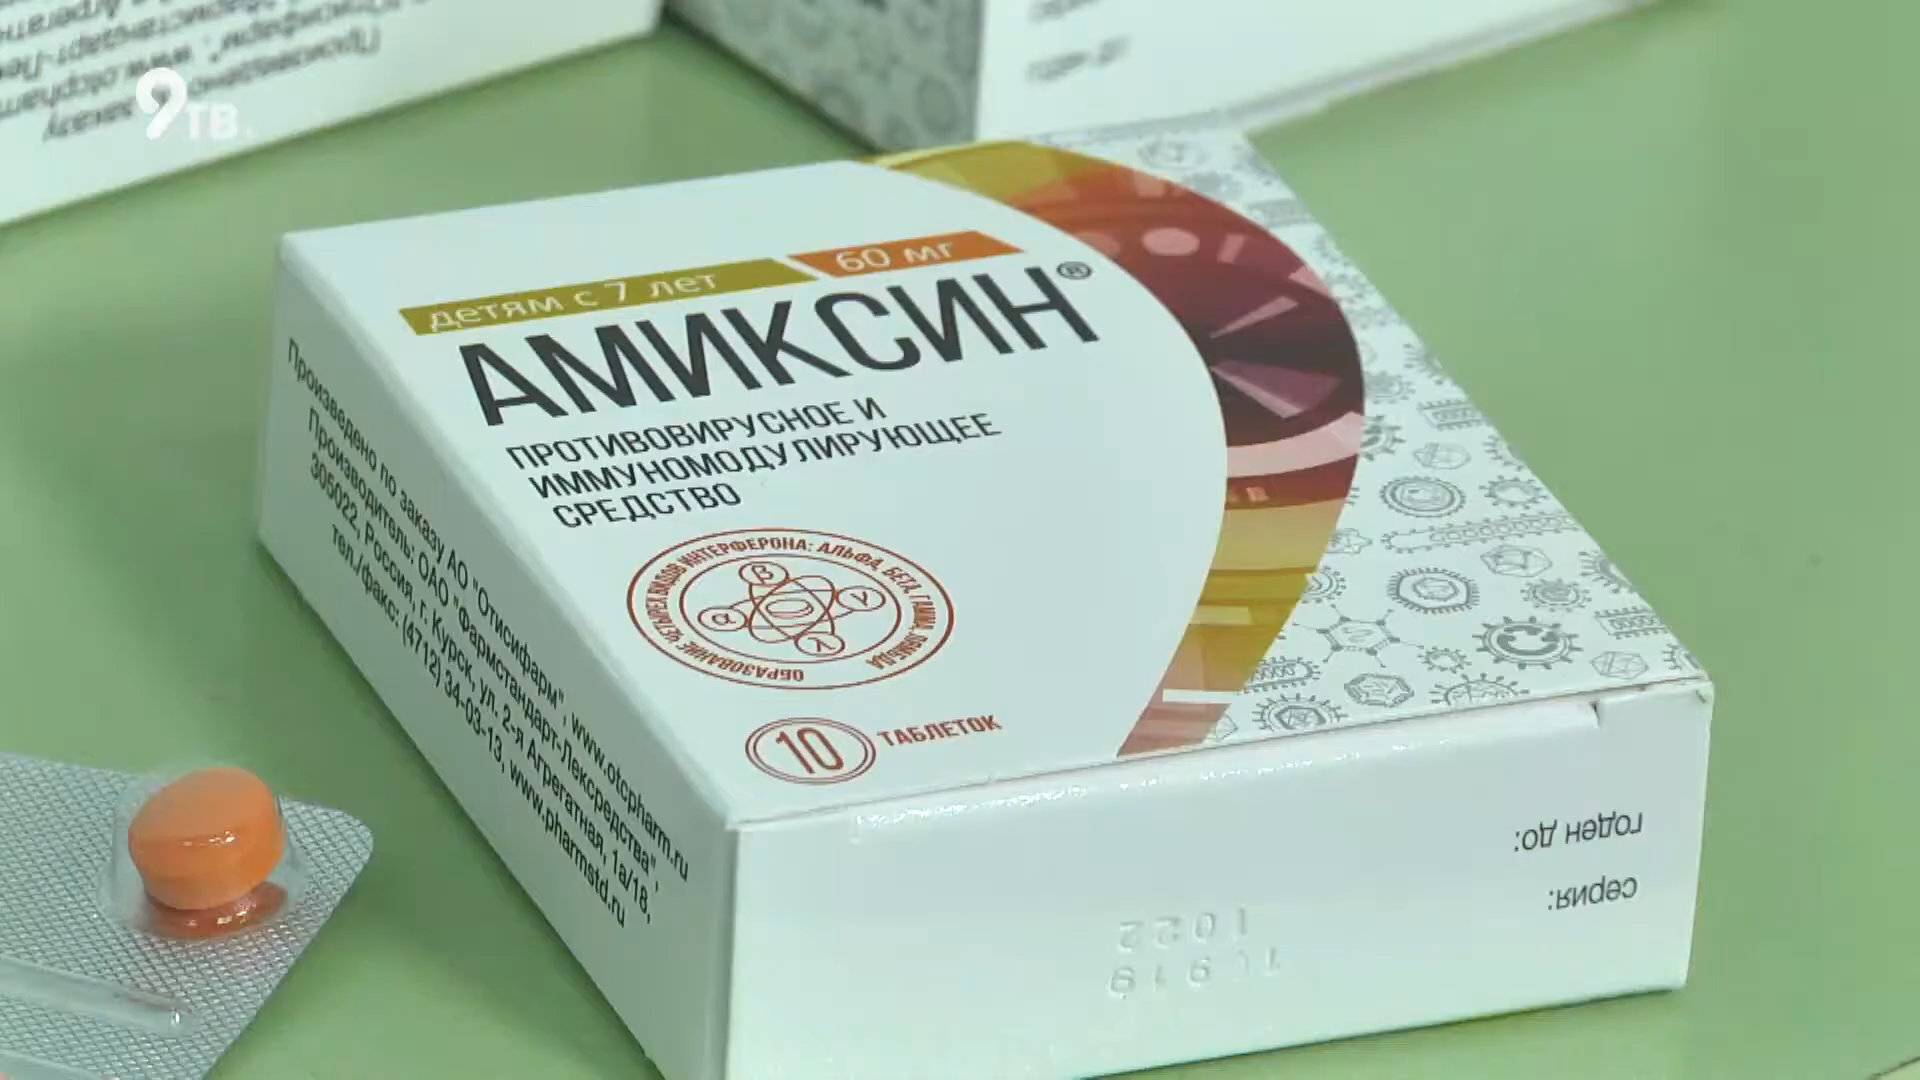 9ТВ.
Произведено
заказу
детям с 7 лет
60 мг
АМИКСИН®
ПРОТИВОВИРУСНОЕ И
ИММУНОМОДУЛИРУЮЩЕЕ
СРЕДСТВО
ОБРАЗОВАНИЕ ЧЕТЫРЕХ ВИДОВ ИНТЕРФЕРОНА: АЛЬФА, БЕТА, ГАММА, ЛЯМБДА
α β γ λ
10 ТАБЛЕТОК
Произведено по заказу АО "Отисифарм", www.otcpharm.ru
Производитель: ОАО "Фармстандарт-Лексредства",
305022, Россия, г. Курск, ул. 2-я Агрегатная, 1а/18,
тел./факс: (4712) 34-03-13, www.pharmstd.ru
серия:
годен до:
1022